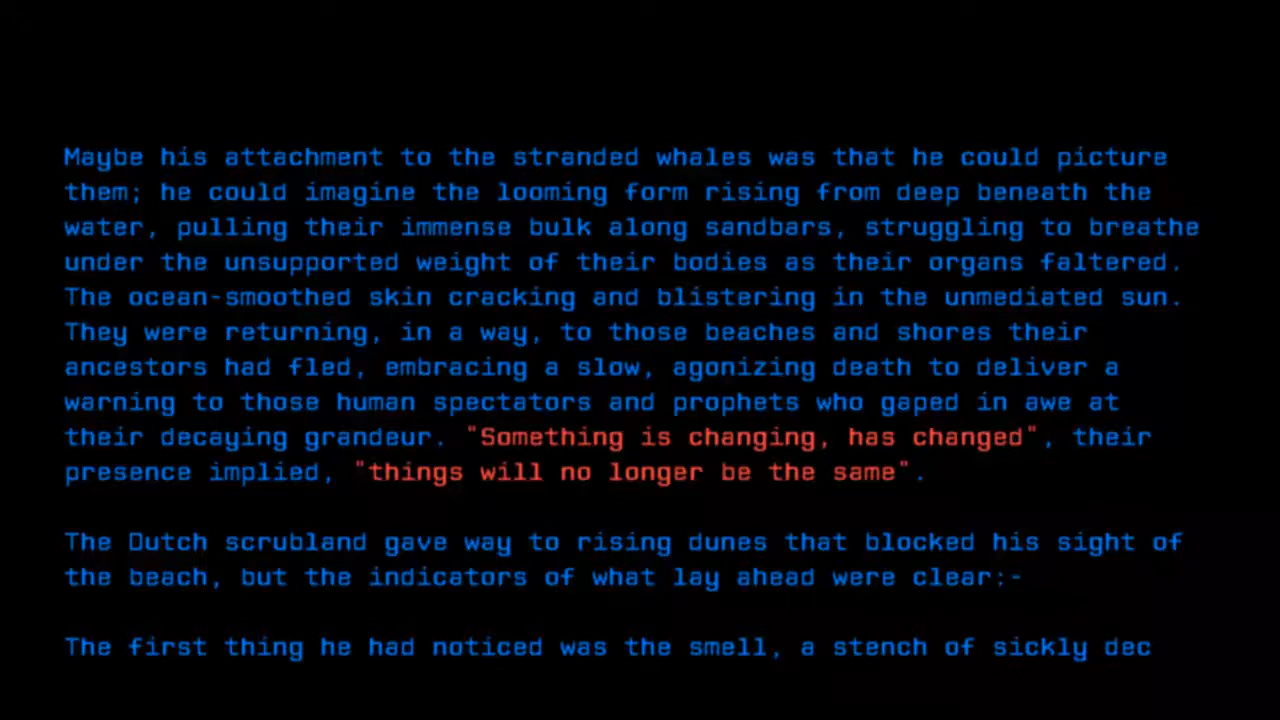 Maybe his attachment to the stranded whales was that he could picture
them; he could imagine the looming form rising from deep beneath the
water, pulling their immense bulk along sandbars, struggling to breathe
under the unsupported weight of their bodies as their organs faltered.
The ocean-smoothed skin cracking and blistering in the unmediated sun.
They were returning, in a way, to those beaches and shores their
ancestors had fled, embracing a slow, agonizing death to deliver a
warning to those human spectators and prophets who gaped in awe at
their decaying grandeur. "Something is changing, has changed", their
presence implied, "things will no longer be the same".
The Dutch scrubland gave way to rising dunes that blocked his sight of
the beach, but the indicators of what lay ahead were clear:-
The first thing he had noticed was the smell, a stench of sickly dec